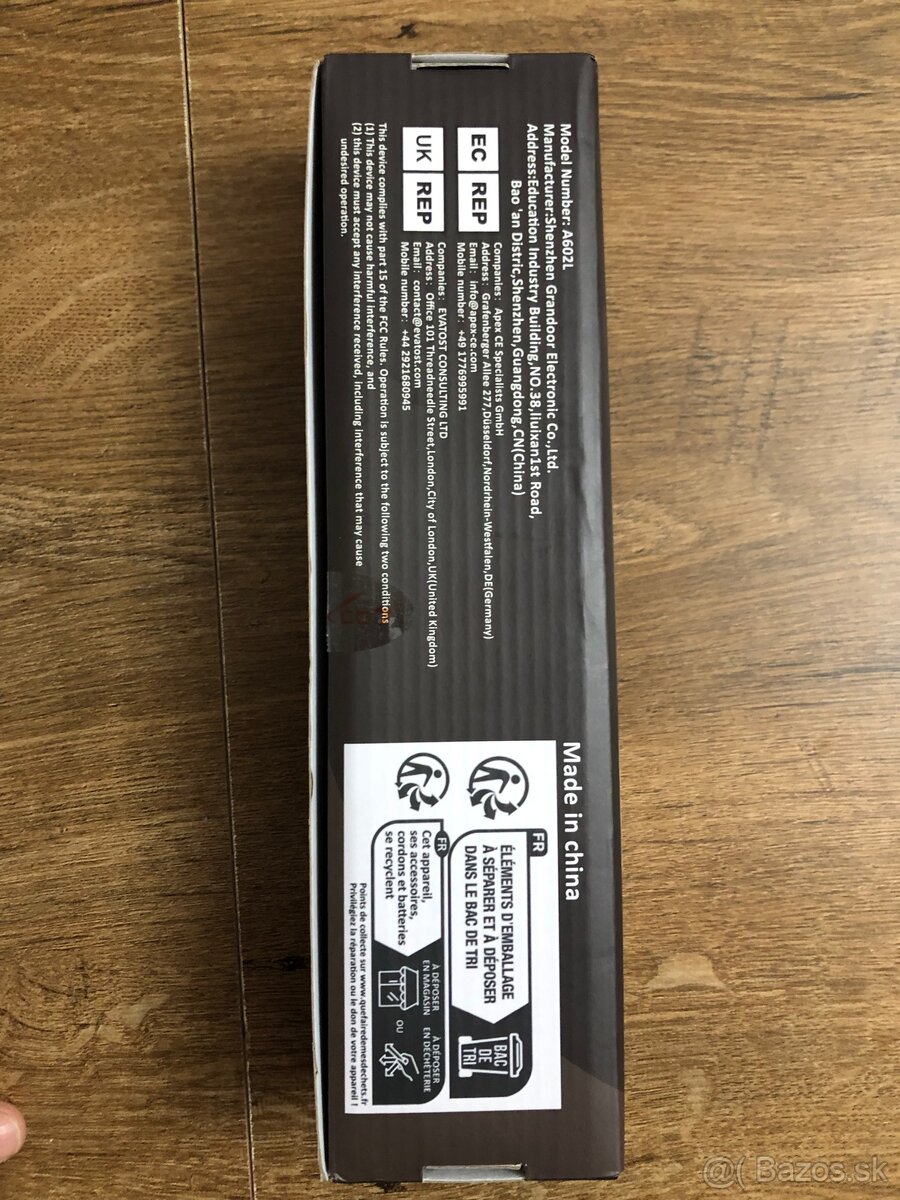 Model Number: A602L
Manufacturer:Shenzhen Grandoor Electronic Co.,Ltd.
Address:Education Industry Building,NO.38,liuixan1st Road,
Bao 'an Distric,Shenzhen,Guangdong,CN(China)
EC REP
Companies: Apex CE Specialists GmbH
Address: Grafenberger Allee 277,Düsseldorf,Nordrhein-Westfalen,DE(Germany)
Email: info@apex-ce.com
Mobile number: +49 1776995991
UK REP
Companies: EVATOST CONSULTING LTD
Address: Office 101 Threadneedle Street,London,City of London,UK(United Kingdom)
Email: contact@evatost.com
Mobile number: +44 2921680945
This device complies with part 15 of the FCC Rules. Operation is subject to the following two conditions
(1) This device may not cause harmful interference, and
(2) this device must accept any interference received, including interference that may cause
undesired operation.
Made in china
FR
ÉLÉMENTS D'EMBALLAGE
À SÉPARER ET À DÉPOSER
DANS LE BAC DE TRI
BAC
DE
TRI
FR
Cet appareil,
ses accessoires,
cordons et batteries
se recyclent
À DÉPOSER
EN MAGASIN
OU
À DÉPOSER
EN DÉCHÈTERIE
Points de collecte sur www.quefairedemesdechets.fr
Privilégiez la réparation ou le don de votre appareil !
@( Bazos.sk